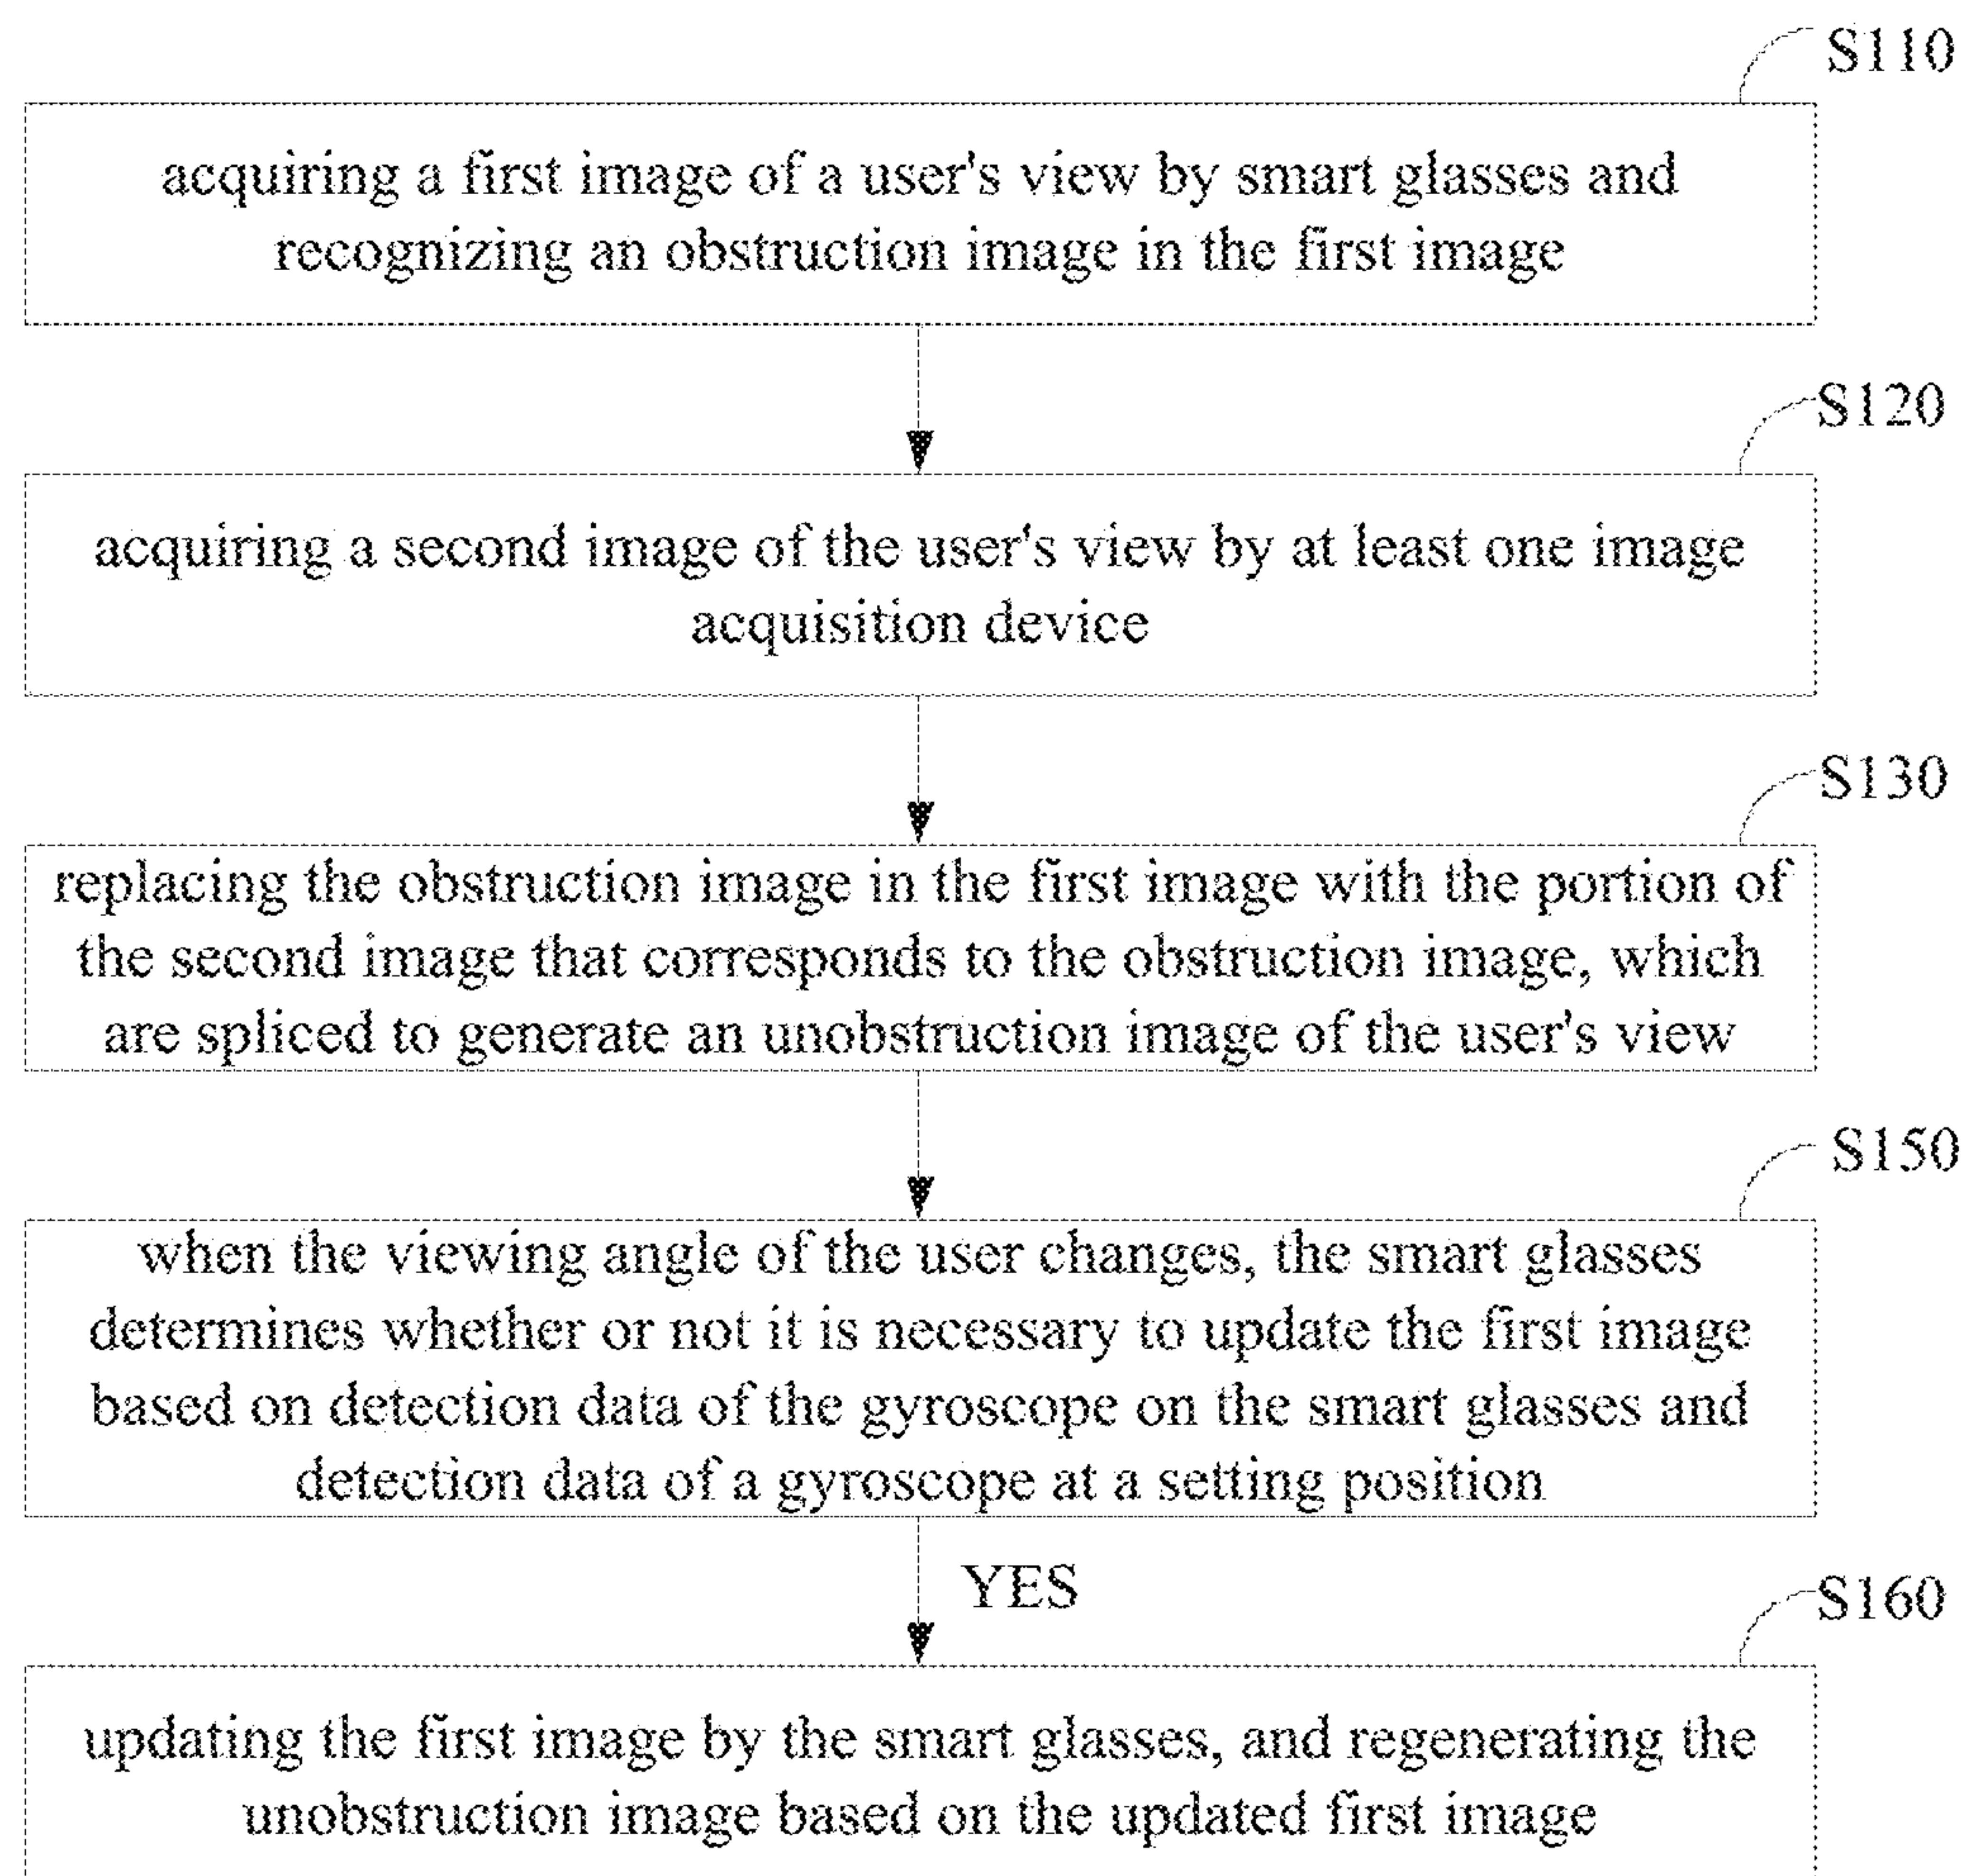 S110
acquiring a first image of a user's view by smart glasses and
recognizing an obstruction image in the first image
S120
acquiring a second image of the user's view by at least one image
acquisition device
S130
replacing the obstruction image in the first image with the portion of
the second image that corresponds to the obstruction image, which
are spliced to generate an unobstruction image of the user's view
S150
when the viewing angle of the user changes, the smart glasses
determines whether or not it is necessary to update the first image
based on detection data of the gyroscope on the smart glasses and
detection data of a gyroscope at a setting position
YES
S160
updating the first image by the smart glasses, and regenerating the
unobstruction image based on the updated first image